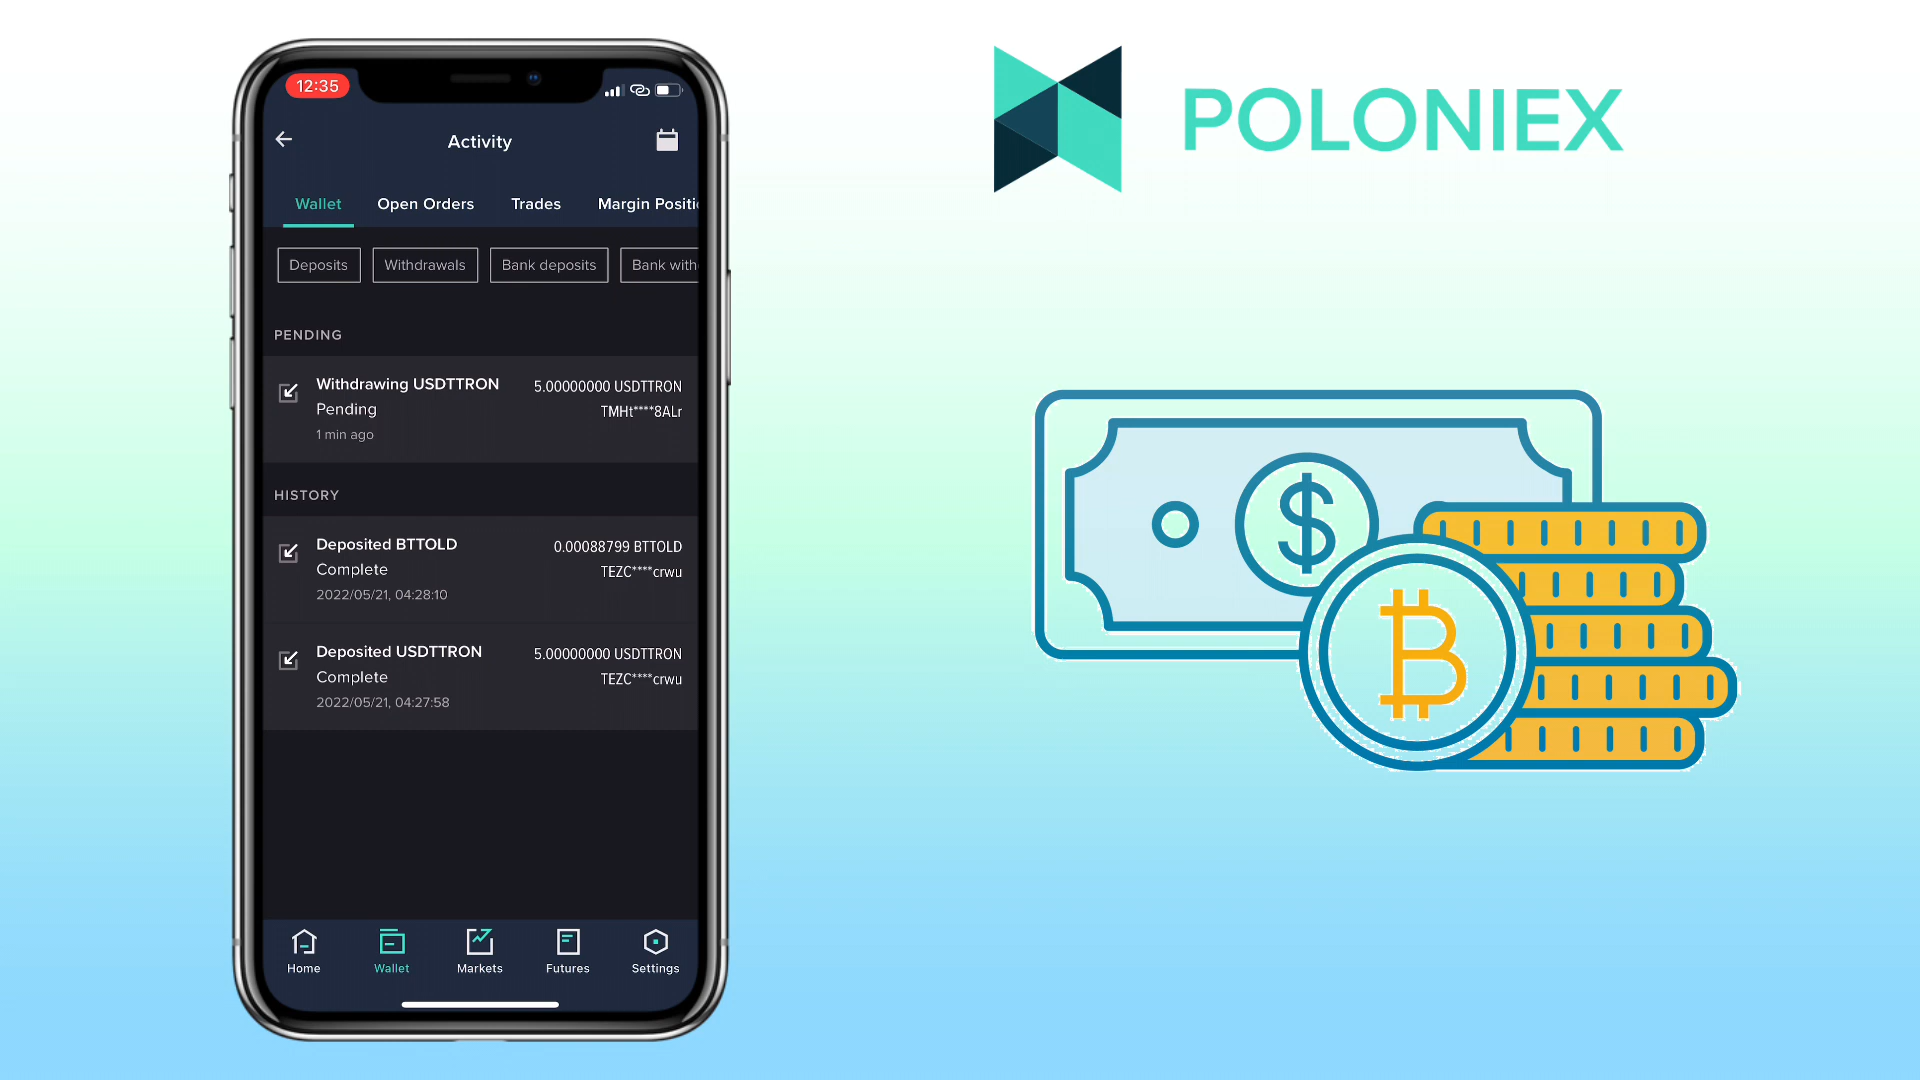 12:35
Activity
Wallet Open Orders Trades Margin Positi
Deposits Withdrawals Bank deposits Bank with
PENDING
Withdrawing USDTTRON 5.00000000 USDTTRON
Pending TMHt****8ALr
1 min ago
HISTORY
Deposited BTTOLD 0.00088799 BTTOLD
Complete TEZC****crwu
2022/05/21, 04:28:10
Deposited USDTTRON 5.00000000 USDTTRON
Complete TEZC****crwu
2022/05/21, 04:27:58
Home Wallet Markets Futures Settings
POLONIEX
$